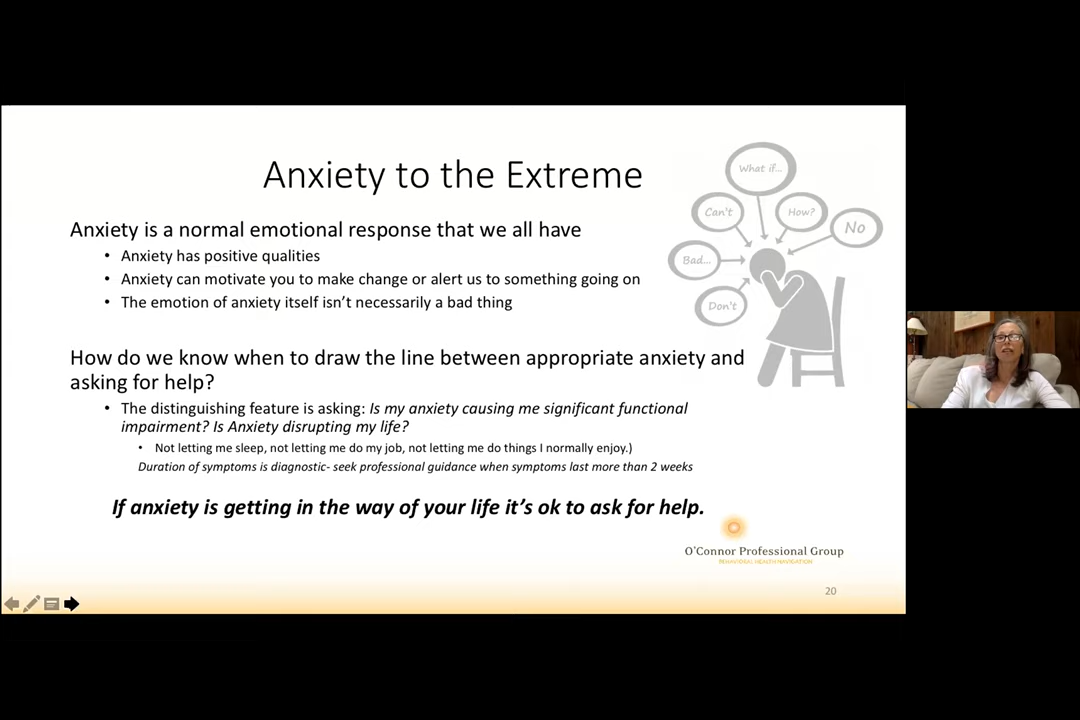 Anxiety to the Extreme
What if...
Can't
How?
No
Bad...
Don't
Anxiety is a normal emotional response that we all have
• Anxiety has positive qualities
• Anxiety can motivate you to make change or alert us to something going on
• The emotion of anxiety itself isn't necessarily a bad thing
How do we know when to draw the line between appropriate anxiety and
asking for help?
• The distinguishing feature is asking: Is my anxiety causing me significant functional
impairment? Is Anxiety disrupting my life?
• Not letting me sleep, not letting me do my job, not letting me do things I normally enjoy.)
Duration of symptoms is diagnostic- seek professional guidance when symptoms last more than 2 weeks
If anxiety is getting in the way of your life it's ok to ask for help.
O'Connor Professional Group
BEHAVIORAL HEALTH NAVIGATION
20